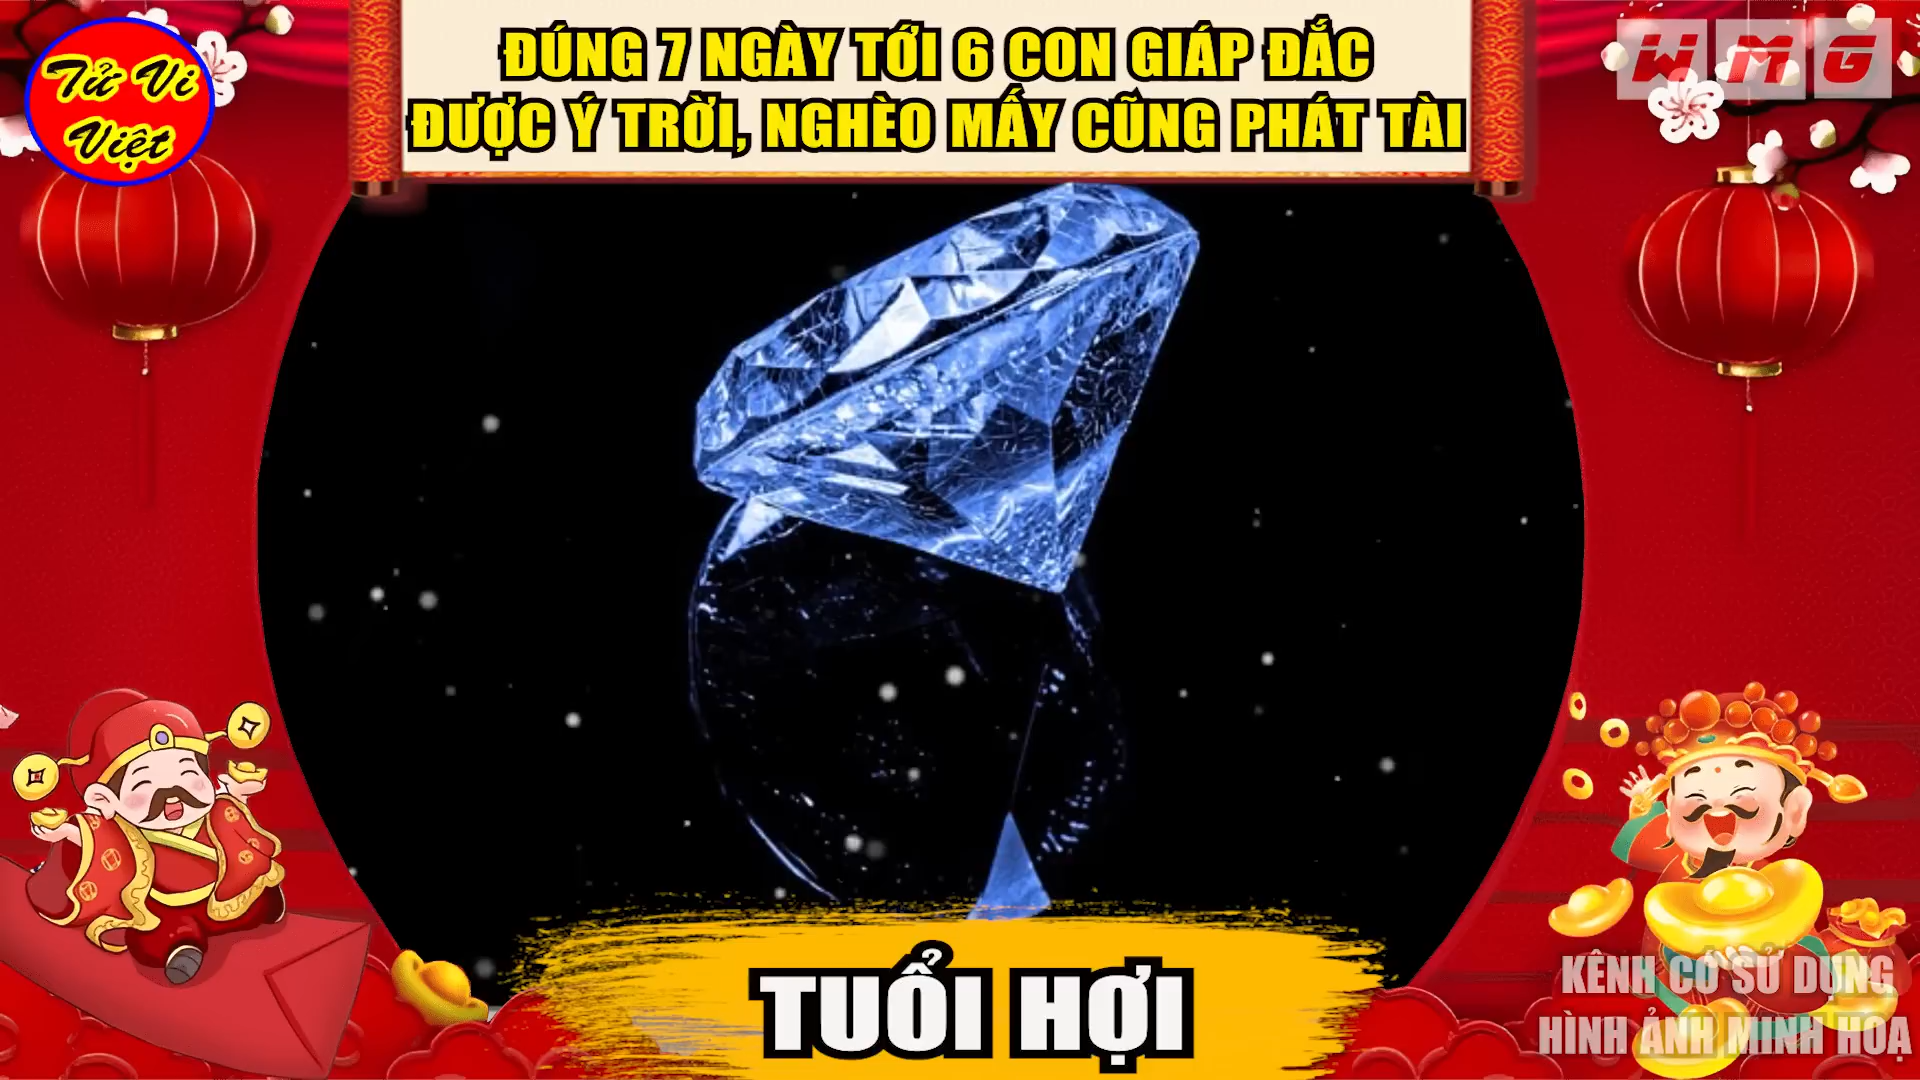 Tử Vi
Việt
ĐÚNG 7 NGÀY TỚI 6 CON GIÁP ĐẮC
ĐƯỢC Ý TRỜI, NGHÈO MẤY CŨNG PHÁT TÀI
WMG
TUỔI HỢI
KÊNH CÓ SỬ DỤNG
HÌNH ẢNH MINH HOẠ